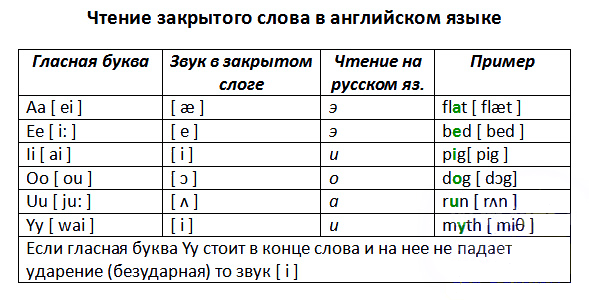 Чтение закрытого слова в английском языке
Гласная буква Звук в закрытом слоге Чтение на русском яз. Пример
Aa [ ei ] [ æ ] э flat [ flæt ]
Ee [ i: ] [ e ] э bed [ bed ]
Ii [ ai ] [ i ] и pig[ pig ]
Oo [ ou ] [ ɔ ] о dog [ dɔg]
Uu [ ju: ] [ ʌ ] а run [ rʌn ]
Yy [ wai ] [ i ] и myth [ miθ ]
Если гласная буква Yy стоит в конце слова и на нее не падает
ударение (безударная) то звук [ i ]